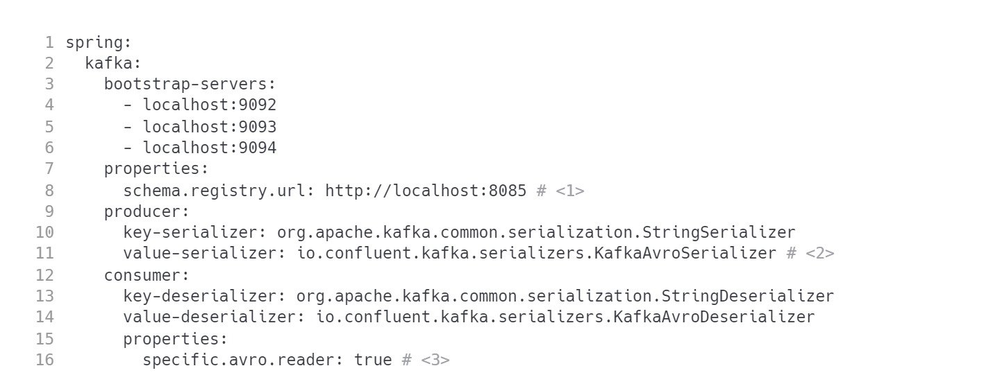 1 spring:
2   kafka:
3     bootstrap-servers:
4       - localhost:9092
5       - localhost:9093
6       - localhost:9094
7     properties:
8       schema.registry.url: http://localhost:8085 # <1>
9     producer:
10       key-serializer: org.apache.kafka.common.serialization.StringSerializer
11       value-serializer: io.confluent.kafka.serializers.KafkaAvroSerializer # <2>
12     consumer:
13       key-deserializer: org.apache.kafka.common.serialization.StringDeserializer
14       value-deserializer: io.confluent.kafka.serializers.KafkaAvroDeserializer
15       properties:
16         specific.avro.reader: true # <3>